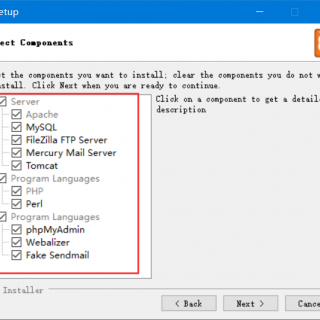 etup
ect Components
t the components you want to install; clear the components you do not w
nstall. Click Next when you are ready to continue.
Server
Apache
MySQL
FileZilla FTP Server
Mercury Mail Server
Tomcat
Program Languages
PHP
Perl
Program Languages
phpMyAdmin
Webalizer
Fake Sendmail
Click on a component to get a detaile
description
Installer
< Back
Next >
Cance